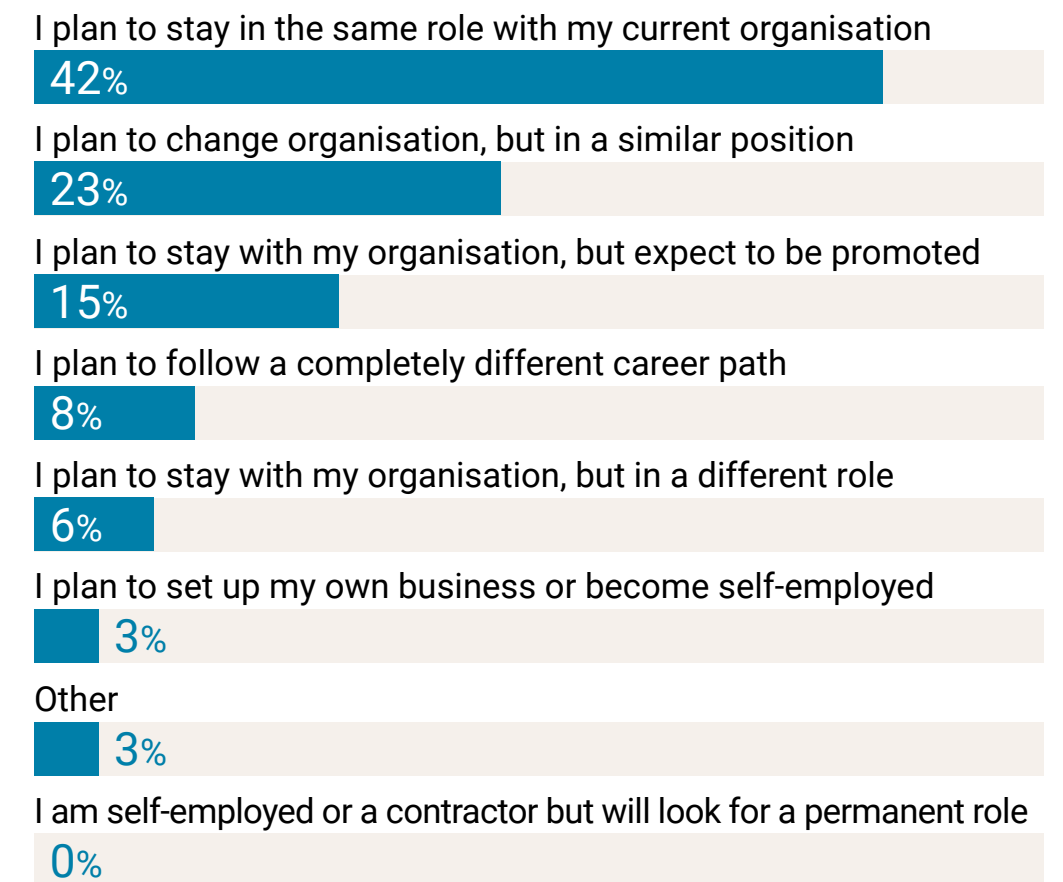 I plan to stay in the same role with my current organisation
42%
I plan to change organisation, but in a similar position
23%
I plan to stay with my organisation, but expect to be promoted
15%
I plan to follow a completely different career path
8%
I plan to stay with my organisation, but in a different role
6%
I plan to set up my own business or become self-employed
3%
Other
3%
I am self-employed or a contractor but will look for a permanent role
0%